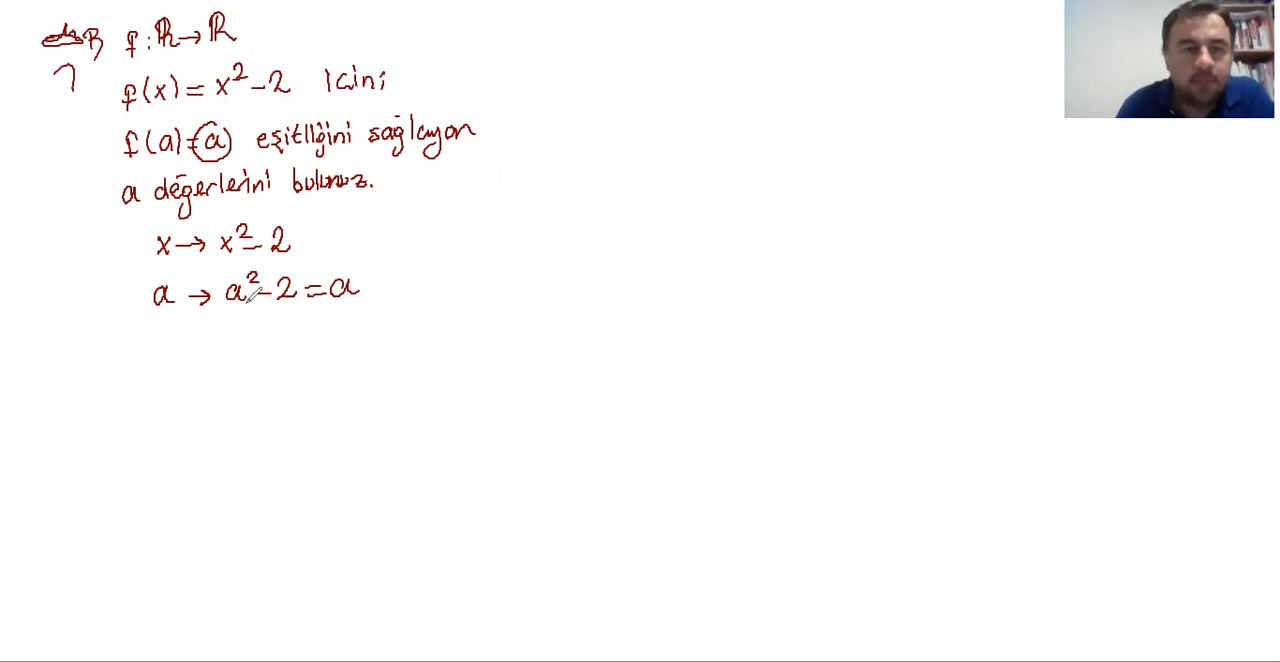 f : ℝ → ℝ
f(x) = x² - 2 için
f(a) = a eşitliğini sağlayan
a değerlerini bulunuz.
x → x² - 2
a → a² - 2 = a